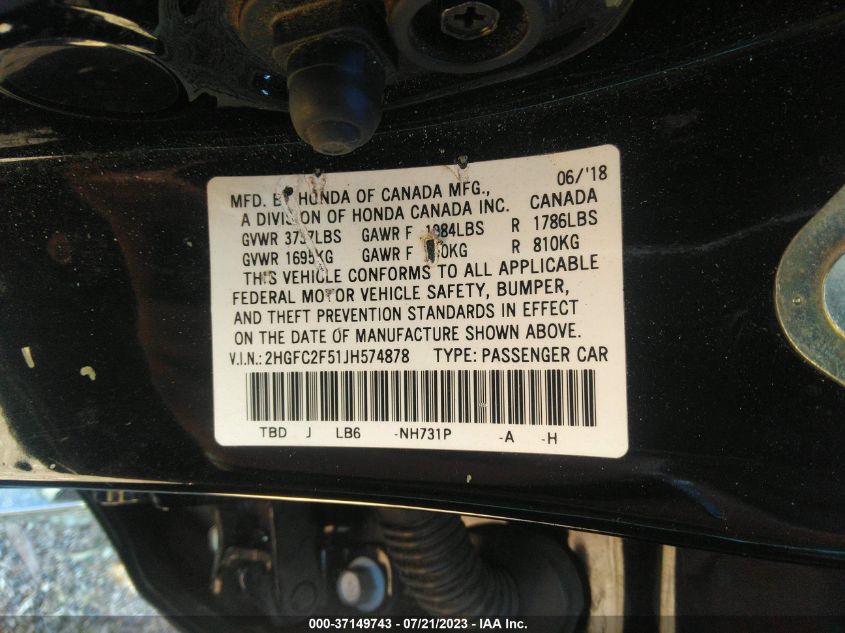 06/'18
MFD. BY HONDA OF CANADA MFG.,
A DIVISION OF HONDA CANADA INC. CANADA
GVWR 3737LBS GAWR F 1984LBS R 1786LBS
GVWR 1695KG GAWR F R 810KG
THIS VEHICLE CONFORMS TO ALL APPLICABLE
FEDERAL MOTOR VEHICLE SAFETY, BUMPER,
AND THEFT PREVENTION STANDARDS IN EFFECT
ON THE DATE OF MANUFACTURE SHOWN ABOVE.
V.I.N.: 2HGFC2F51JH574878 TYPE: PASSENGER CAR
TBD J LB6 -NH731P -A -H
000-37149743 / 07/21/2023 / IAA Inc.